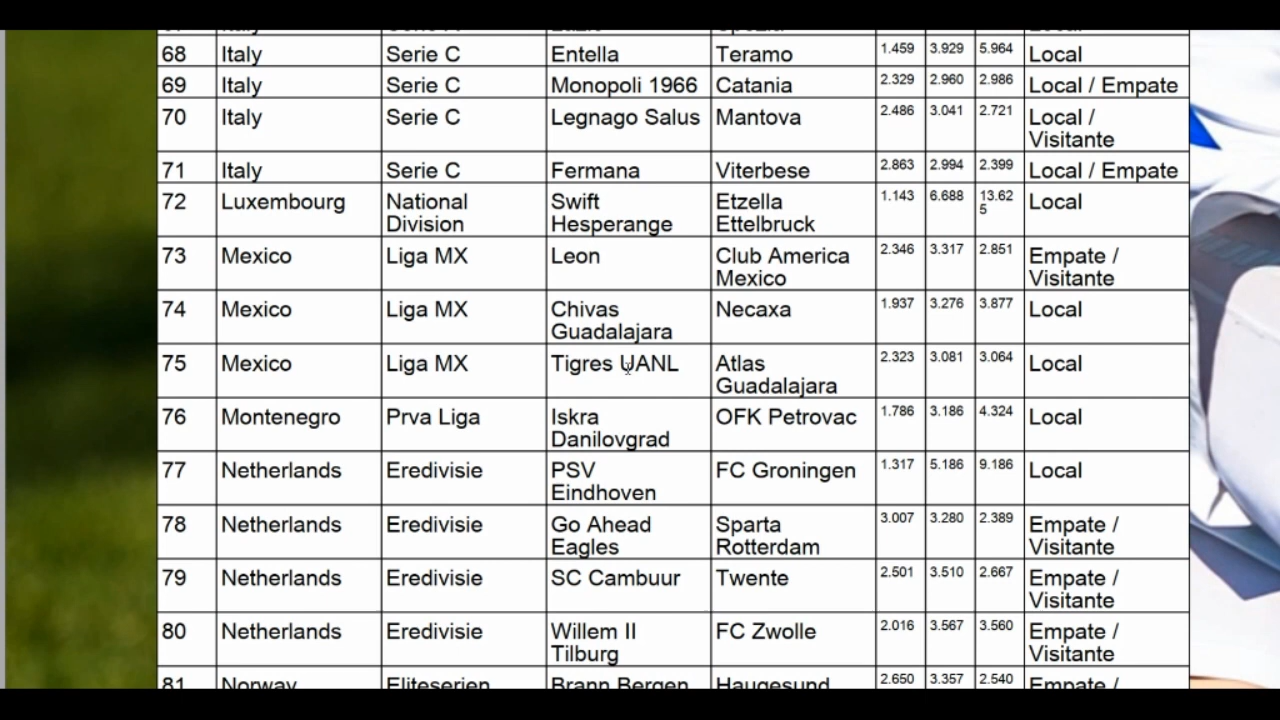 68 Italy Serie C Entella Teramo 1.459 3.929 5.964 Local
69 Italy Serie C Monopoli 1966 Catania 2.329 2.960 2.986 Local / Empate
70 Italy Serie C Legnago Salus Mantova 2.486 3.041 2.721 Local /
Visitante
71 Italy Serie C Fermana Viterbese 2.863 2.994 2.399 Local / Empate
72 Luxembourg National Swift Etzella 1.143 6.688 13.62 Local
Division Hesperange Ettelbruck 5
73 Mexico Liga MX Leon Club America 2.346 3.317 2.851 Empate /
Mexico Visitante
74 Mexico Liga MX Chivas Necaxa 1.937 3.276 3.877 Local
Guadalajara
75 Mexico Liga MX Tigres UANL Atlas 2.323 3.081 3.064 Local
Guadalajara
76 Montenegro Prva Liga Iskra OFK Petrovac 1.786 3.186 4.324 Local
Danilovgrad
77 Netherlands Eredivisie PSV FC Groningen 1.317 5.186 9.186 Local
Eindhoven
78 Netherlands Eredivisie Go Ahead Sparta 3.007 3.280 2.389 Empate /
Eagles Rotterdam Visitante
79 Netherlands Eredivisie SC Cambuur Twente 2.501 3.510 2.667 Empate /
Visitante
80 Netherlands Eredivisie Willem II FC Zwolle 2.016 3.567 3.560 Empate /
Tilburg Visitante
81 Norway Eliteserien Brann Bergen Haugesund 2.650 3.357 2.540 Empate /